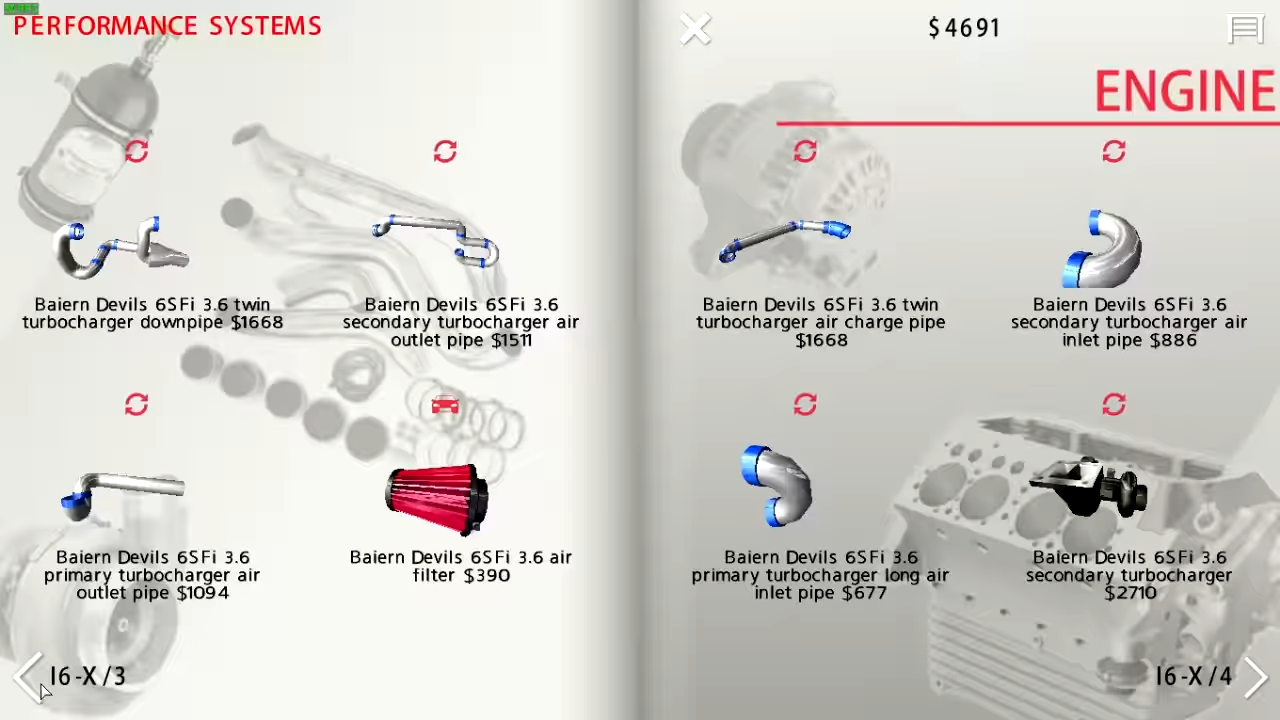 PERFORMANCE SYSTEMS
$4691
ENGINE
Baiern Devils 6SFi 3.6 twin
turbocharger downpipe $1668
Baiern Devils 6SFi 3.6
secondary turbocharger air
outlet pipe $1511
Baiern Devils 6SFi 3.6 twin
turbocharger air charge pipe
$1668
Baiern Devils 6SFi 3.6
secondary turbocharger air
inlet pipe $886
Baiern Devils 6SFi 3.6
primary turbocharger air
outlet pipe $1094
Baiern Devils 6SFi 3.6 air
filter $390
Baiern Devils 6SFi 3.6
primary turbocharger long air
inlet pipe $677
Baiern Devils 6SFi 3.6
secondary turbocharger
$2710
I6-X/3
I6-X/4